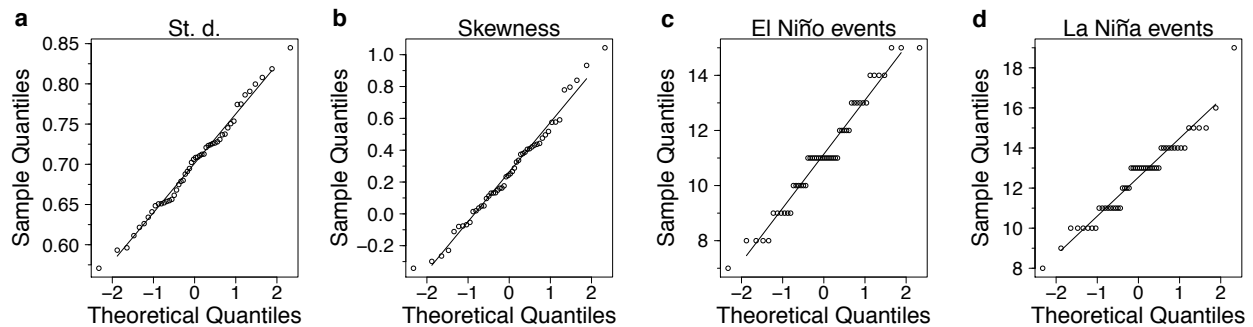 a St. d.
Sample Quantiles
0.85
0.80
0.75
0.70
0.65
0.60
−2 −1 0 1 2
Theoretical Quantiles
b Skewness
Sample Quantiles
1.0
0.8
0.6
0.4
0.2
0.0
−0.2
−2 −1 0 1 2
Theoretical Quantiles
c El Niño events
Sample Quantiles
14
12
10
8
−2 −1 0 1 2
Theoretical Quantiles
d La Niña events
Sample Quantiles
18
16
14
12
10
8
−2 −1 0 1 2
Theoretical Quantiles